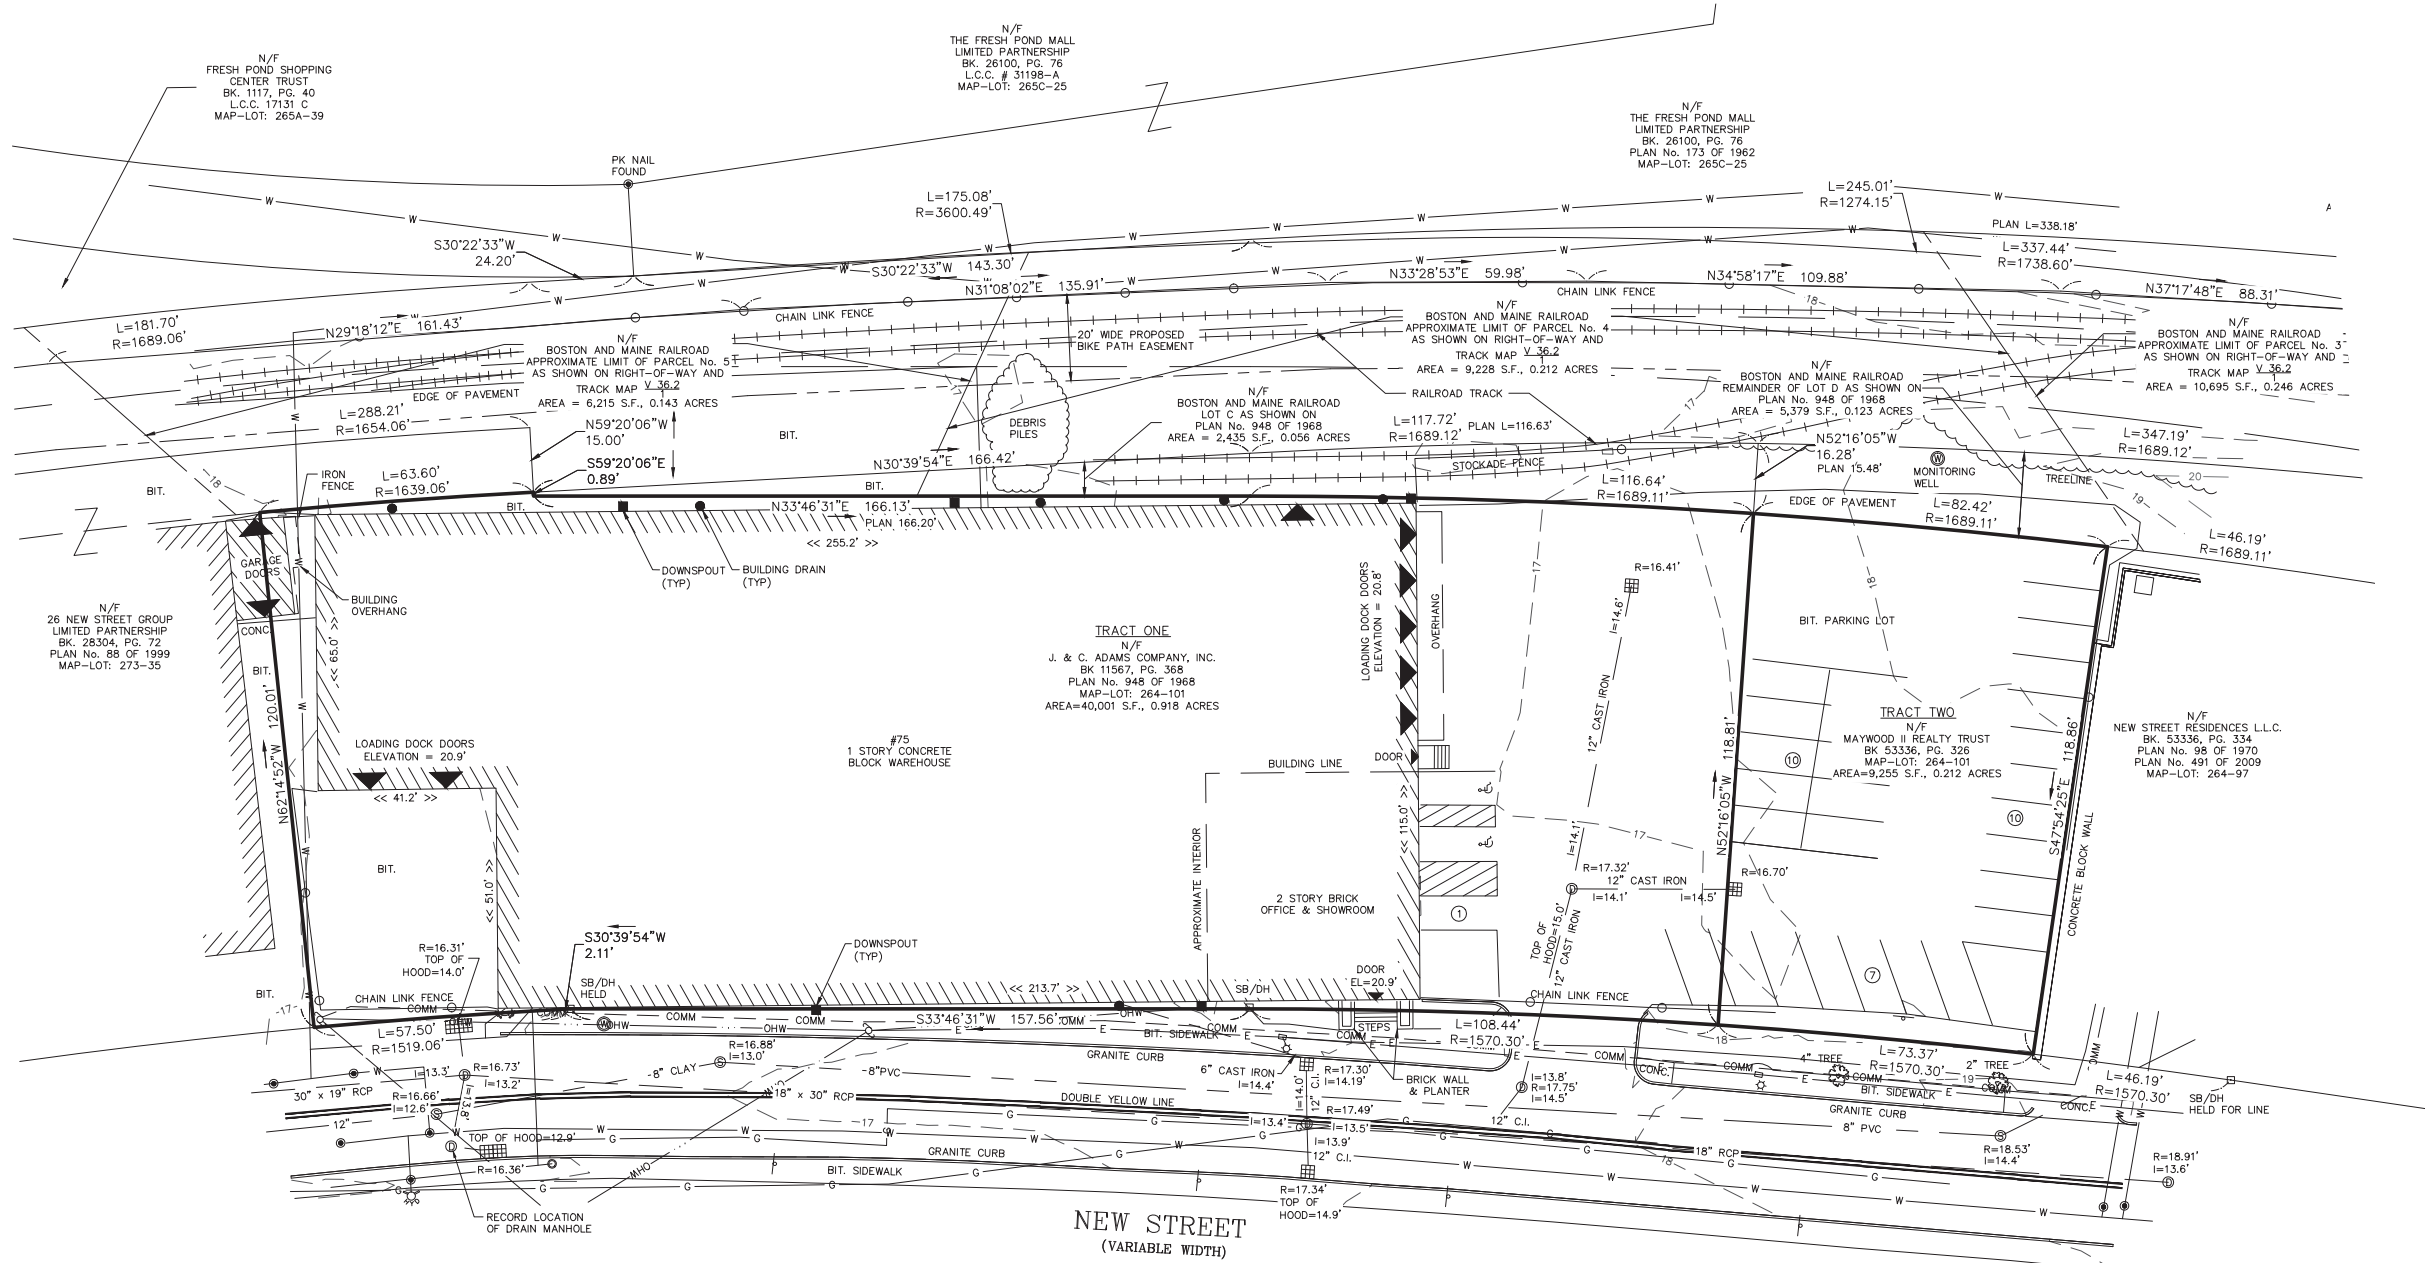 N/F
FRESH POND SHOPPING
CENTER TRUST
BK. 1117, PG. 40
L.C.C. 17131 C
MAP-LOT: 265A-39
N/F
THE FRESH POND MALL
LIMITED PARTNERSHIP
BK. 26100, PG. 76
L.C.C. # 31198-A
MAP-LOT: 265C-25
N/F
THE FRESH POND MALL
LIMITED PARTNERSHIP
BK. 26100, PG. 76
PLAN No. 173 OF 1962
MAP-LOT: 265C-25
PK NAIL
FOUND
L=175.08'
R=3600.49'
L=245.01'
R=1274.15'
PLAN L=338.18'
L=337.44'
R=1738.60'
S30°22'33"W
24.20'
S30°22'33"W 143.30'
N31°08'02"E 135.91'
N33°28'53"E 59.98'
N34°58'17"E 109.88'
N37°17'48"E 88.31'
CHAIN LINK FENCE
CHAIN LINK FENCE
L=181.70'
R=1689.06'
N29°18'12"E 161.43'
N/F
BOSTON AND MAINE RAILROAD
APPROXIMATE LIMIT OF PARCEL No. 5
AS SHOWN ON RIGHT-OF-WAY AND
TRACK MAP V 36.2
1
AREA = 6,215 S.F., 0.143 ACRES
EDGE OF PAVEMENT
20' WIDE PROPOSED
BIKE PATH EASEMENT
N/F
BOSTON AND MAINE RAILROAD
APPROXIMATE LIMIT OF PARCEL No. 4
AS SHOWN ON RIGHT-OF-WAY AND
TRACK MAP V 36.2
1
AREA = 9,228 S.F., 0.212 ACRES
N/F
BOSTON AND MAINE RAILROAD
APPROXIMATE LIMIT OF PARCEL No. 3
AS SHOWN ON RIGHT-OF-WAY AND
TRACK MAP V 36.2
1
AREA = 10,695 S.F., 0.246 ACRES
N/F
BOSTON AND MAINE RAILROAD
REMAINDER OF LOT D AS SHOWN ON
PLAN No. 948 OF 1968
AREA = 5,379 S.F., 0.123 ACRES
RAILROAD TRACK
N/F
BOSTON AND MAINE RAILROAD
LOT C AS SHOWN ON
PLAN No. 948 OF 1968
AREA = 2,435 S.F., 0.056 ACRES
L=288.21'
R=1654.06'
N59°20'06"W
15.00'
S59°20'06"E
0.89'
BIT.
DEBRIS
PILES
L=117.72'
R=1689.12'
PLAN L=116.63'
N52°16'05"W
16.28'
PLAN 15.48'
L=347.19'
R=1689.12'
MONITORING
WELL
TREELINE
20
19
18
17
18
STOCKADE FENCE
N30°39'54"E 166.42'
BIT.
IRON
FENCE
L=63.60'
R=1639.06'
BIT.
BIT.
N33°46'31"E 166.13'
PLAN 166.20'
<< 255.2' >>
L=116.64'
R=1689.11'
EDGE OF PAVEMENT
L=82.42'
R=1689.11'
L=46.19'
R=1689.11'
GARAGE
DOORS
DOWNSPOUT
(TYP)
BUILDING DRAIN
(TYP)
BUILDING
OVERHANG
CONC.
BIT.
<< 65.0' >>
N62°14'52"W 120.01'
N/F
26 NEW STREET GROUP
LIMITED PARTNERSHIP
BK. 28304, PG. 72
PLAN No. 88 OF 1999
MAP-LOT: 273-35
TRACT ONE
N/F
J. & C. ADAMS COMPANY, INC.
BK 11567, PG. 368
PLAN No. 948 OF 1968
MAP-LOT: 264-101
AREA=40,001 S.F., 0.918 ACRES
LOADING DOCK DOORS
ELEVATION = 20.8'
OVERHANG
R=16.41'
I=14.6'
12" CAST IRON
I=14.1'
17
18
BIT. PARKING LOT
TRACT TWO
N/F
MAYWOOD II REALTY TRUST
BK 53336, PG. 326
MAP-LOT: 264-101
AREA=9,255 S.F., 0.212 ACRES
N/F
NEW STREET RESIDENCES L.L.C.
BK. 53336, PG. 334
PLAN No. 98 OF 1970
PLAN No. 491 OF 2009
MAP-LOT: 264-97
LOADING DOCK DOORS
ELEVATION = 20.9'
<< 41.2' >>
#75
1 STORY CONCRETE
BLOCK WAREHOUSE
DOOR
BUILDING LINE
APPROXIMATE INTERIOR
<< 115.0' >>
N52°16'05"W 118.81'
S47°54'25"E 118.86'
CONCRETE BLOCK WALL
10
10
17
BIT.
<< 51.0' >>
2 STORY BRICK
OFFICE & SHOWROOM
1
7
R=17.32'
12" CAST IRON
I=14.1'
I=14.5'
R=16.70'
TOP OF
HOOD=15.0'
12" CAST IRON
S30°39'54"W
2.11'
DOWNSPOUT
(TYP)
R=16.31'
TOP OF
HOOD=14.0'
SB/DH
HELD
<< 213.7' >>
SB/DH
DOOR
EL=20.9'
BIT.
17
CHAIN LINK FENCE
CHAIN LINK FENCE
COMM
OHW
S33°46'31"W 157.56'
BIT. SIDEWALK
STEPS
L=57.50'
R=1519.06'
L=108.44'
R=1570.30'
GRANITE CURB
R=16.88'
I=13.0'
8" CLAY
8"PVC
6" CAST IRON
I=14.4'
12" C.I.
I=14.0'
R=17.30'
I=14.19'
BRICK WALL
& PLANTER
I=13.8'
R=17.75'
I=14.5'
CONC.
18
4" TREE
2" TREE
L=73.37'
R=1570.30'
19
BIT. SIDEWALK
CONC.
L=46.19'
R=1570.30'
SB/DH
HELD FOR LINE
I=13.3'
R=16.73'
I=13.2'
30" x 19" RCP
R=16.66'
I=12.6'
I=13.8'
18" x 30" RCP
DOUBLE YELLOW LINE
12"
R=17.49'
I=13.4'
I=13.5'
12" C.I.
GRANITE CURB
8" PVC
TOP OF HOOD=12.9'
17
I=13.9'
12" C.I.
18" RCP
R=18.53'
I=14.4'
R=18.91'
I=13.6'
R=16.36'
GRANITE CURB
BIT. SIDEWALK
18
R=17.34'
TOP OF
HOOD=14.9'
RECORD LOCATION
OF DRAIN MANHOLE
NEW STREET
(VARIABLE WIDTH)